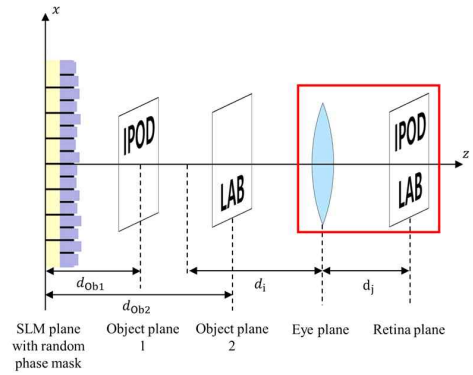 x
IPOD
LAB
IPOD
LAB
z
d_Ob1
d_Ob2
d_i
d_j
SLM plane
with random
phase mask
Object plane
1
Object plane
2
Eye plane
Retina plane